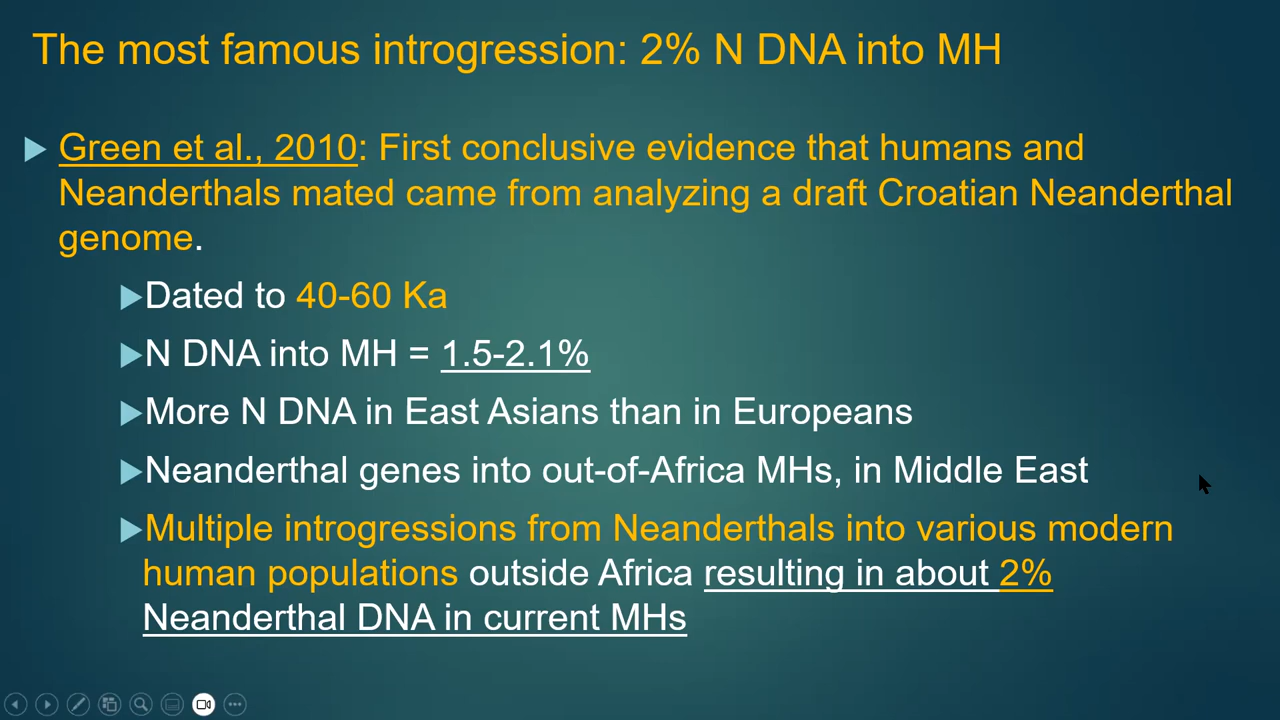 The most famous introgression: 2% N DNA into MH
Green et al., 2010: First conclusive evidence that humans and
Neanderthals mated came from analyzing a draft Croatian Neanderthal
genome.
Dated to 40-60 Ka
N DNA into MH = 1.5-2.1%
More N DNA in East Asians than in Europeans
Neanderthal genes into out-of-Africa MHs, in Middle East
Multiple introgressions from Neanderthals into various modern
human populations outside Africa resulting in about 2%
Neanderthal DNA in current MHs